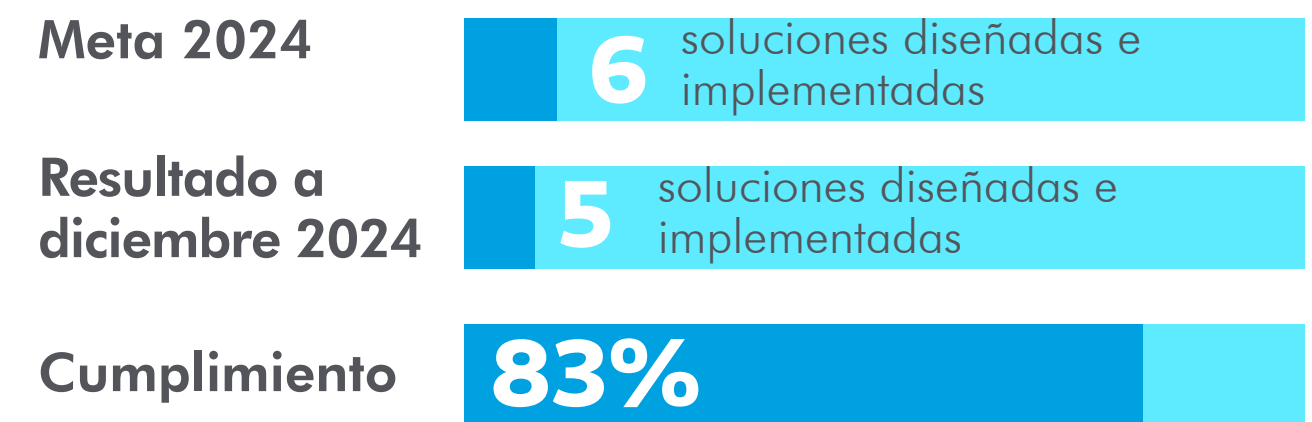 Meta 2024
6 soluciones diseñadas e
implementadas
Resultado a
diciembre 2024
5 soluciones diseñadas e
implementadas
Cumplimiento
83%